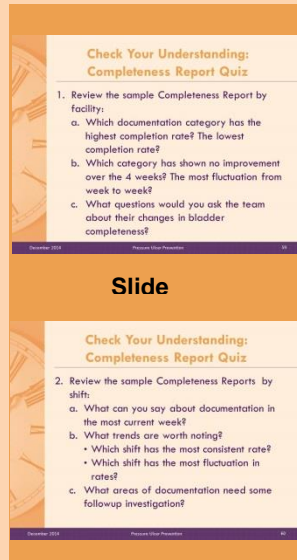 Check Your Understanding:
Completeness Report Quiz
1. Review the sample Completeness Report by
facility:
a. Which documentation category has the
highest completion rate? The lowest
completion rate?
b. Which category has shown no improvement
over the 4 weeks? The most fluctuation from
week to week?
c. What questions would you ask the team
about their changes in bladder
completeness?
December 2014 Pressure Ulcer Prevention
Slide
Check Your Understanding:
Completeness Report Quiz
2. Review the sample Completeness Reports by
shift:
a. What can you say about documentation in
the most current week?
b. What trends are worth noting?
• Which shift has the most consistent rate?
• Which shift has the most fluctuation in
rates?
c. What areas of documentation need some
followup investigation?
December 2014 Pressure Ulcer Prevention